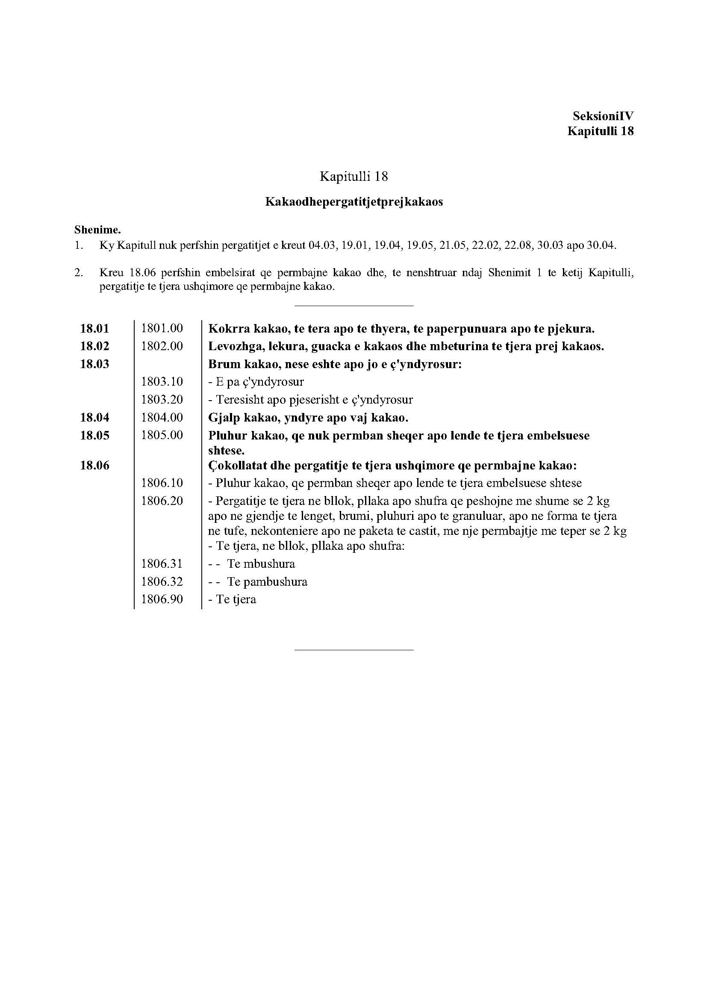 SeksioniIV
Kapitulli 18
Kapitulli 18
Kakaodhepergatitjetprejkakaos
Shenime.
1. Ky Kapitull nuk perfshin pergatitjet e kreut 04.03, 19.01, 19.04, 19.05, 21.05, 22.02, 22.08, 30.03 apo 30.04.
2. Kreu 18.06 perfshin embelsirat qe permbajne kakao dhe, te nenshtruar ndaj Shenimit 1 te ketij Kapitulli,
pergatitje te tjera ushqimore qe permbajne kakao.
18.01 1801.00 Kokrra kakao, te tera apo te thyera, te paperpunuara apo te pjekura.
18.02 1802.00 Levozhga, lekura, guacka e kakaos dhe mbeturina te tjera prej kakaos.
18.03 Brum kakao, nese eshte apo jo e ç'yndyrosur:
1803.10 - E pa ç'yndyrosur
1803.20 - Teresisht apo pjeserisht e ç'yndyrosur
18.04 1804.00 Gjalp kakao, yndyre apo vaj kakao.
18.05 1805.00 Pluhur kakao, qe nuk permban sheqer apo lende te tjera embelsuese
shtese.
18.06 Çokollatat dhe pergatitje te tjera ushqimore qe permbajne kakao:
1806.10 - Pluhur kakao, qe permban sheqer apo lende te tjera embelsuese shtese
1806.20 - Pergatitje te tjera ne bllok, pllaka apo shufra qe peshojne me shume se 2 kg
apo ne gjendje te lenget, brumi, pluhuri apo te granuluar, apo ne forma te tjera
ne tufe, nekonteniere apo ne paketa te castit, me nje permbajtje me teper se 2 kg
- Te tjera, ne bllok, pllaka apo shufra:
1806.31 - - Te mbushura
1806.32 - - Te pambushura
1806.90 - Te tjera